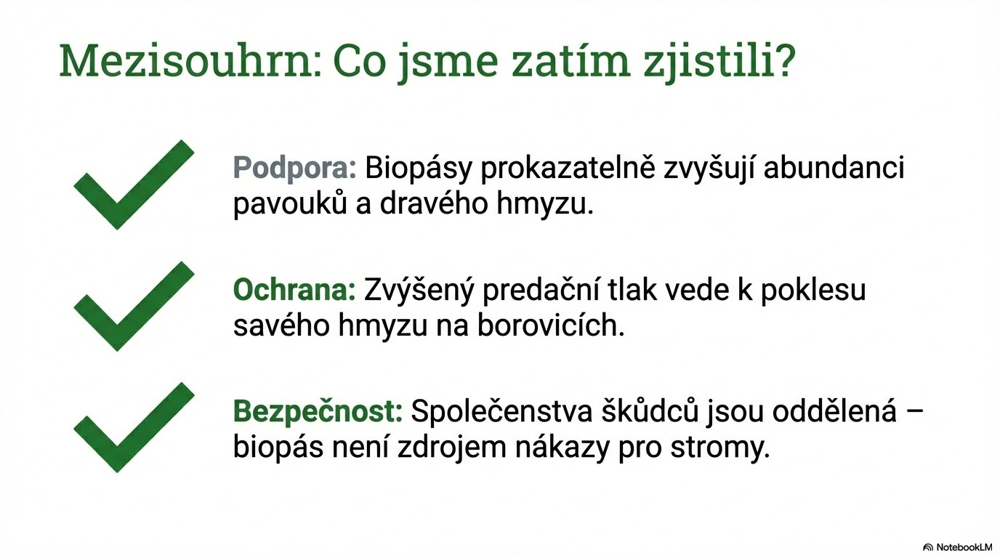 Mezisouhrn: Co jsme zatím zjistili?
Podpora: Biopásy prokazatelně zvyšují abundanci
pavouků a dravého hmyzu.
Ochrana: Zvýšený predační tlak vede k poklesu
savého hmyzu na borovicích.
Bezpečnost: Společenstva škůdců jsou oddělená –
biopás není zdrojem nákazy pro stromy.
NotebookLM